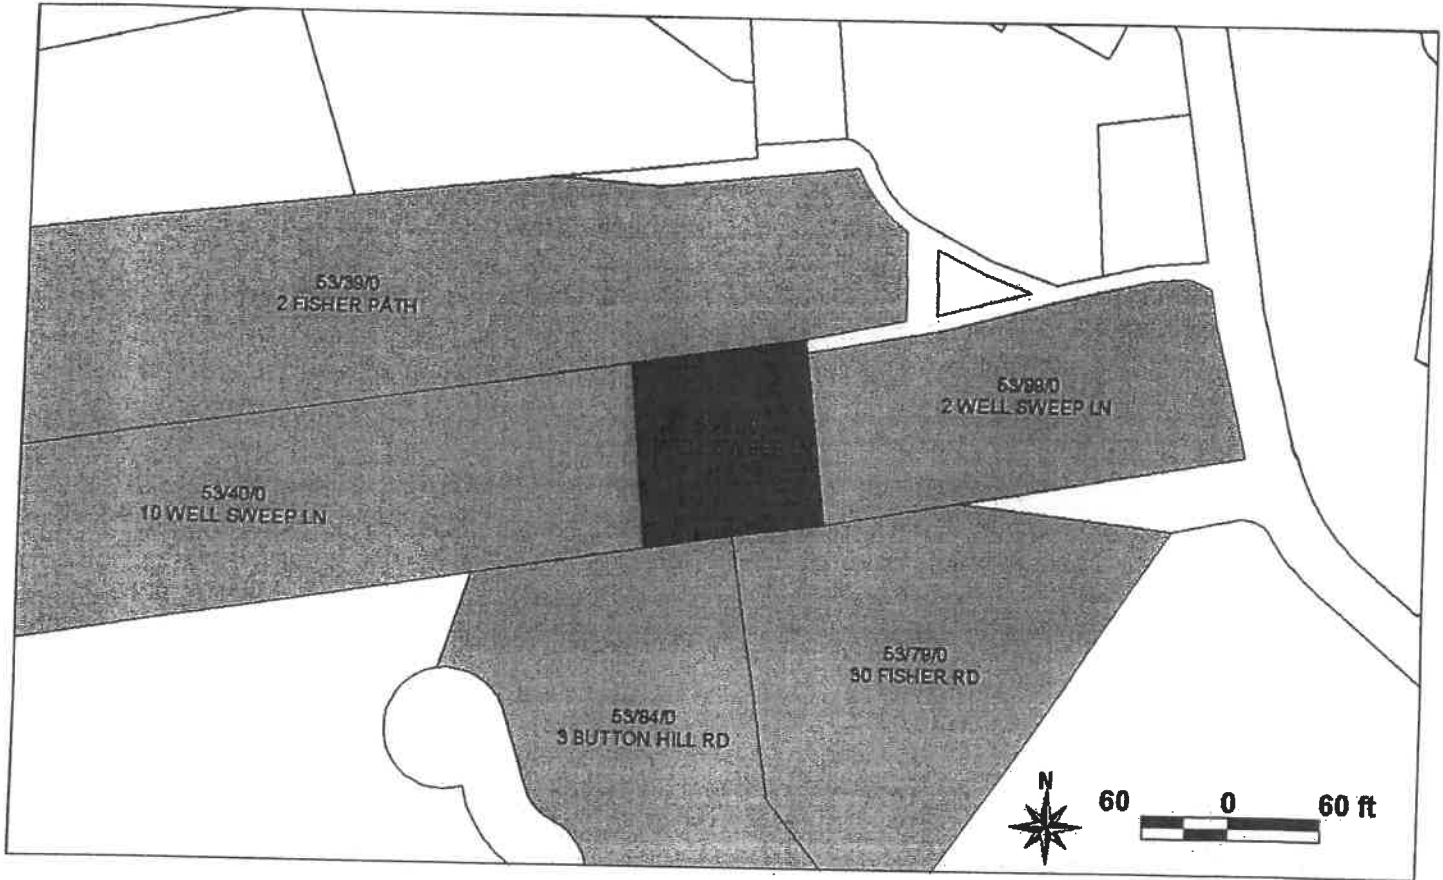 53/39/0
2 FISHER PATH
53/99/0
2 WELL SWEEP LN
53/40/0
10 WELL SWEEP LN
53/79/0
30 FISHER RD
53/84/0
3 BUTTON HILL RD
N
60 0 60 ft